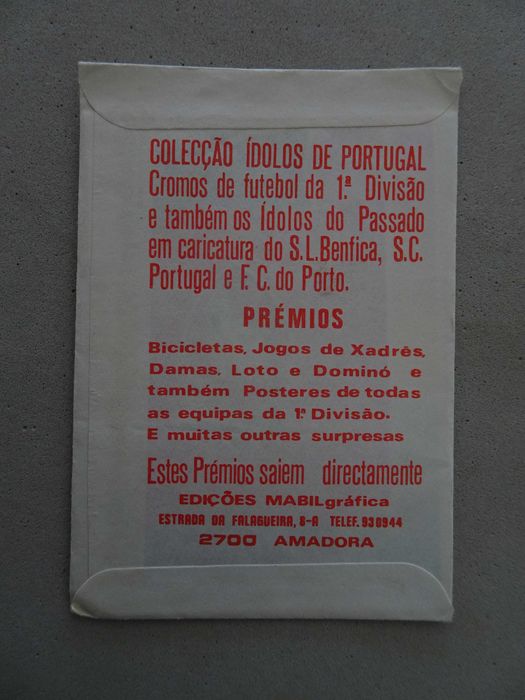 COLECÇÃO ÍDOLOS DE PORTUGAL
Cromos de futebol da 1.ª Divisão
e também os Ídolos do Passado
em caricatura do S.L.Benfica, S.C.
Portugal e F. C. do Porto.
PRÉMIOS
Bicicletas, Jogos de Xadrês,
Damas, Loto e Dominó e
também Posteres de todas
as equipas da 1ª Divisão.
E muitas outras surpresas
Estes Prémios saiem directamente
EDIÇÕES MABILgráfica
ESTRADA DA FALAGUEIRA, 8-A TELEF. 930944
2700 AMADORA